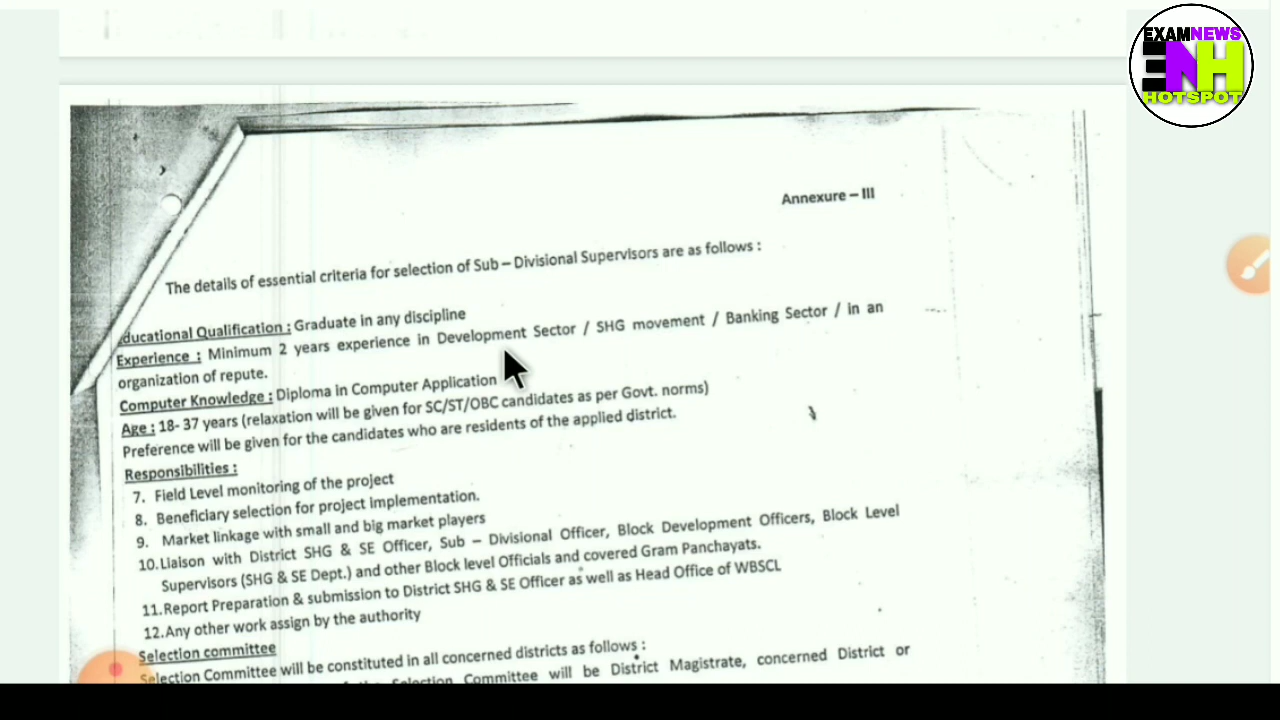 EXAMNEWS
ENH
HOTSPOT
Annexure – III
The details of essential criteria for selection of Sub – Divisional Supervisors are as follows :
ducational Qualification : Graduate in any discipline
Experience : Minimum 2 years experience in Development Sector / SHG movement / Banking Sector / in an
organization of repute.
Computer Knowledge : Diploma in Computer Application
Age : 18- 37 years (relaxation will be given for SC/ST/OBC candidates as per Govt. norms)
Preference will be given for the candidates who are residents of the applied district.
Responsibilities :
7. Field Level monitoring of the project
8. Beneficiary selection for project implementation.
9. Market linkage with small and big market players
10. Liaison with District SHG & SE Officer, Sub – Divisional Officer, Block Development Officers, Block Level
Supervisors (SHG & SE Dept.) and other Block level Officials and covered Gram Panchayats.
11. Report Preparation & submission to District SHG & SE Officer as well as Head Office of WBSCL
12. Any other work assign by the authority
Selection committee
Selection Committee will be constituted in all concerned districts as follows :
Selection Committee will be District Magistrate, concerned District or